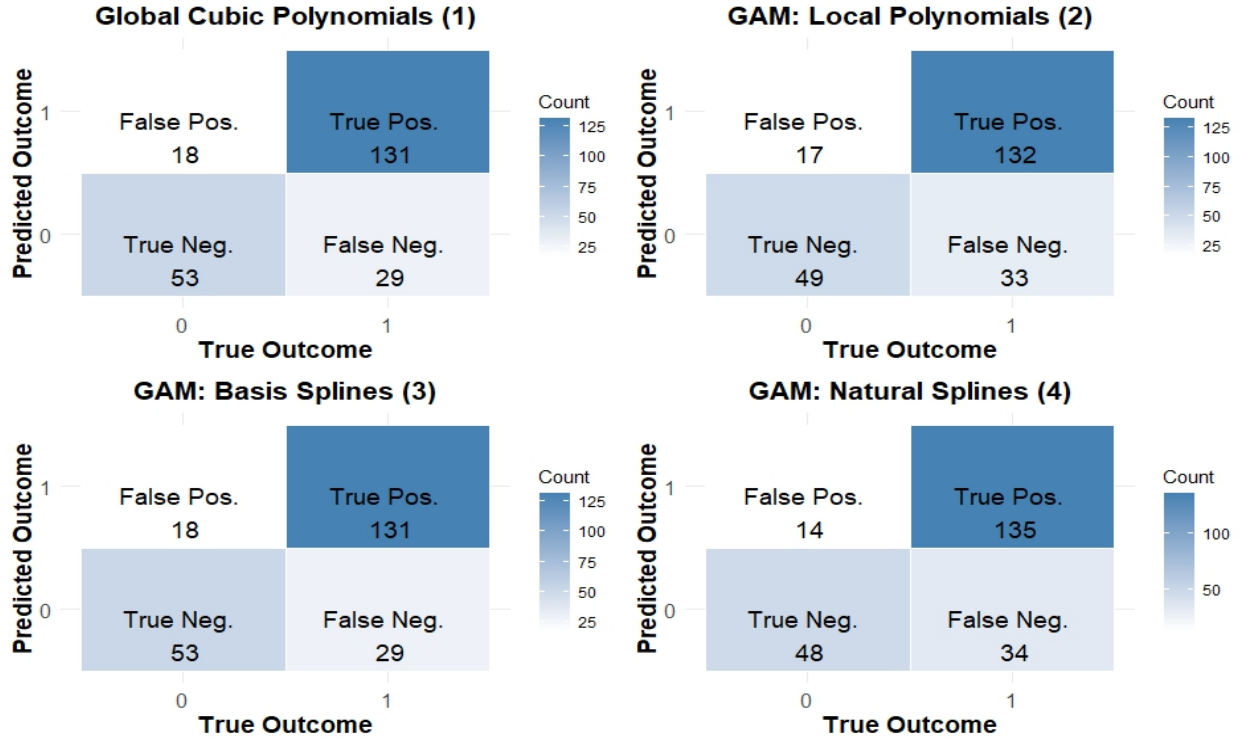 Global Cubic Polynomials (1)
Predicted Outcome
1
0
False Pos.
18
True Pos.
131
True Neg.
53
False Neg.
29
0
1
True Outcome
Count
125
100
75
50
25
GAM: Local Polynomials (2)
Predicted Outcome
1
0
False Pos.
17
True Pos.
132
True Neg.
49
False Neg.
33
0
1
True Outcome
Count
125
100
75
50
25
GAM: Basis Splines (3)
Predicted Outcome
1
0
False Pos.
18
True Pos.
131
True Neg.
53
False Neg.
29
0
1
True Outcome
Count
125
100
75
50
25
GAM: Natural Splines (4)
Predicted Outcome
1
0
False Pos.
14
True Pos.
135
True Neg.
48
False Neg.
34
0
1
True Outcome
Count
100
50